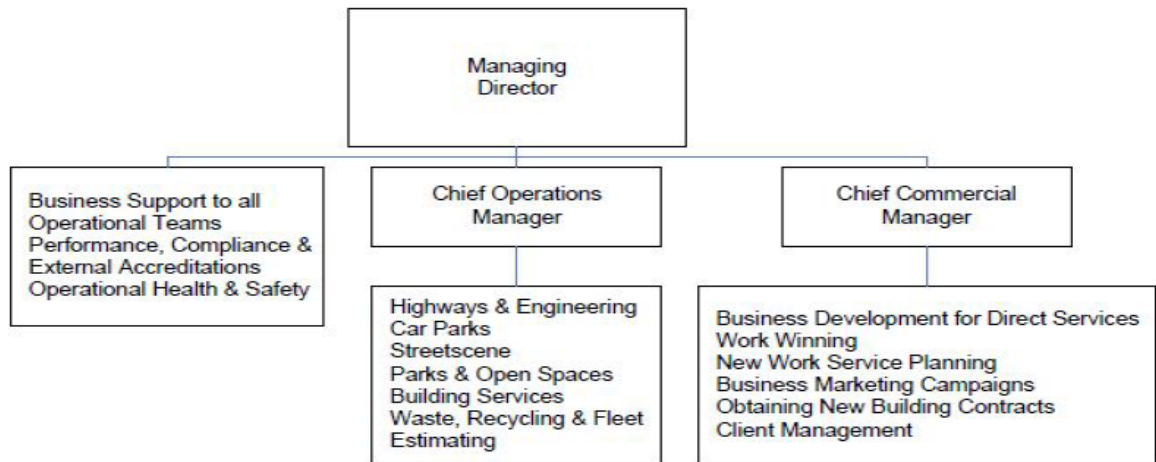 Managing
Director
Business Support to all
Operational Teams
Performance, Compliance &
External Accreditations
Operational Health & Safety
Chief Operations
Manager
Chief Commercial
Manager
Highways & Engineering
Car Parks
Streetscene
Parks & Open Spaces
Building Services
Waste, Recycling & Fleet
Estimating
Business Development for Direct Services
Work Winning
New Work Service Planning
Business Marketing Campaigns
Obtaining New Building Contracts
Client Management